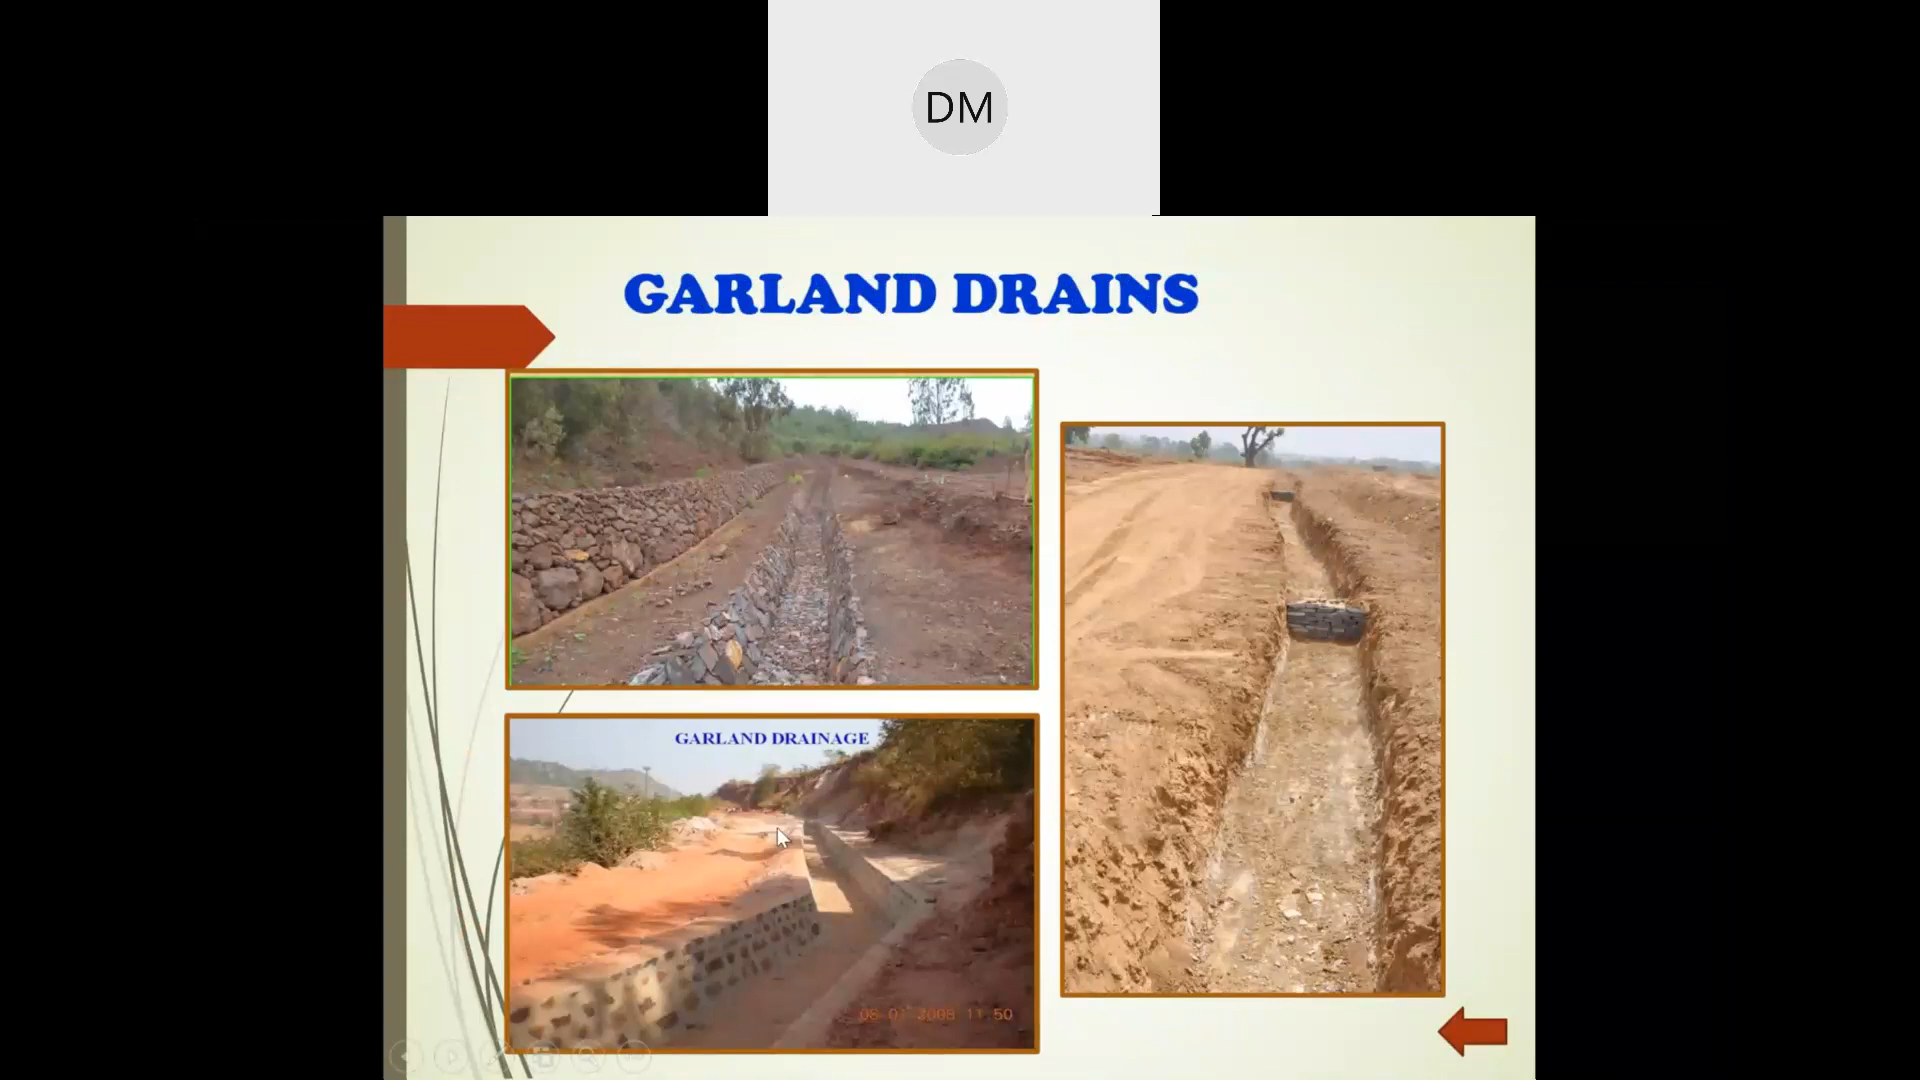 DM
GARLAND DRAINS
GARLAND DRAINAGE
08-01-2008 11:50